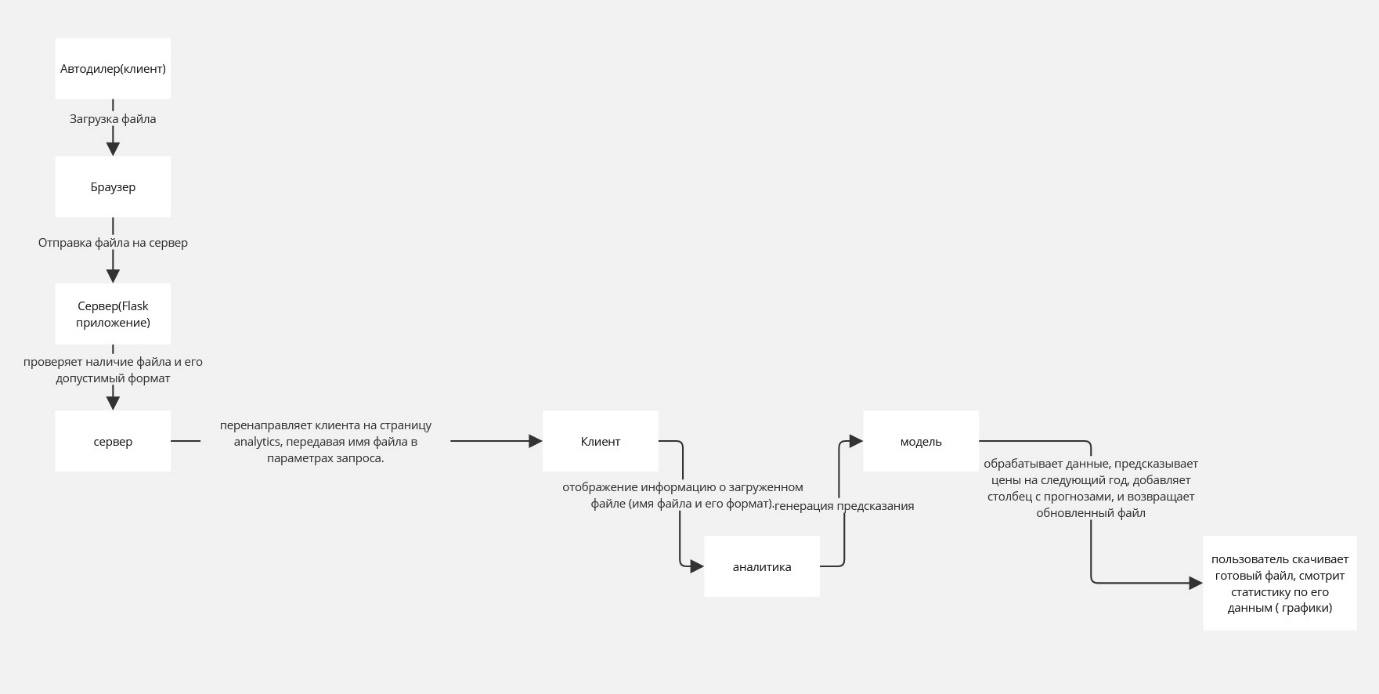 Автодилер(клиент)
Загрузка файла
Браузер
Отправка файла на сервер
Сервер(Flask
приложение)
проверяет наличие файла и его
допустимый формат
сервер
перенаправляет клиента на страницу
analytics, передавая имя файла в
параметрах запроса.
Клиент
отображение информацию о загруженном
файле (имя файла и его формат).
аналитика
генерация предсказания
модель
обрабатывает данные, предсказывает
цены на следующий год, добавляет
столбец с прогнозами, и возвращает
обновленный файл
пользователь скачивает
готовый файл, смотрит
статистику по его
данным ( графики)